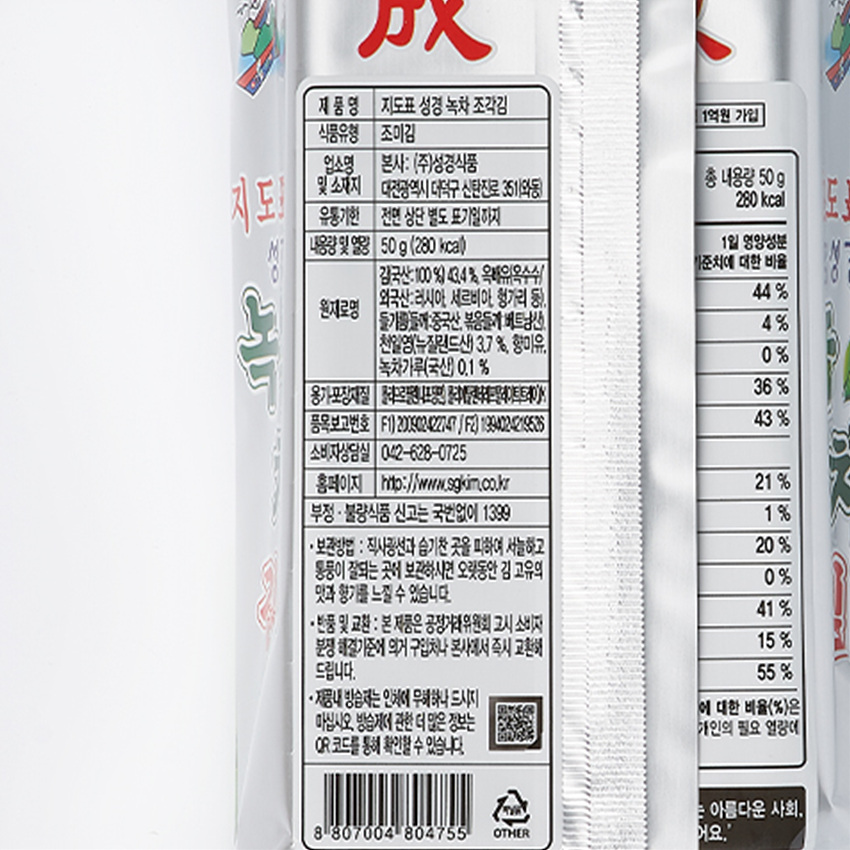 成
제 품 명 지도표 성경 녹차 조각김
식품유형 조미김
업소명 및 소재지 본사: (주)성경식품
대전광역시 대덕구 신탄진로 351(와동)
유통기한 전면 상단 별도 표기일까지
내용량 및 열량 50 g (280 kcal)
원재료명 김(국산:100 %) 43.4 %, 옥배유(옥수수/
외국산:러시아, 세르비아, 헝가리 등),
들기름(들깨:중국산, 볶음들깨:베트남산),
천일염(뉴질랜드산) 3.7 %, 향미유,
녹차가루(국산) 0.1 %
용기·포장재질
품목보고번호 F1) 200902422747 / F2) 1994024219526
소비자상담실 042-628-0725
홈페이지 http://www.sgkim.co.kr
부정 · 불량식품 신고는 국번없이 1399
· 보관방법 : 직사광선과 습기찬 곳을 피하여 서늘하고
통풍이 잘되는 곳에 보관하시면 오랫동안 김 고유의
맛과 향기를 느낄 수 있습니다.
· 반품 및 교환 : 본 제품은 공정거래위원회 고시 소비자
분쟁 해결기준에 의거 구입처나 본사에서 즉시 교환해
드립니다.
· 제품내 방습제는 인체에 무해하나 드시지
마십시오. 방습제에 관한 더 많은 정보는
QR 코드를 통해 확인할 수 있습니다.
8 807004 804755
OTHER
1억원 가입
총 내용량 50 g
280 kcal
1일 영양성분
기준치에 대한 비율
44 %
4 %
0 %
36 %
43 %
21 %
1 %
20 %
0 %
41 %
15 %
55 %
에 대한 비율(%)은
개인의 필요 열량에
는 아름다운 사회,
어요.'
지도표
성
녹